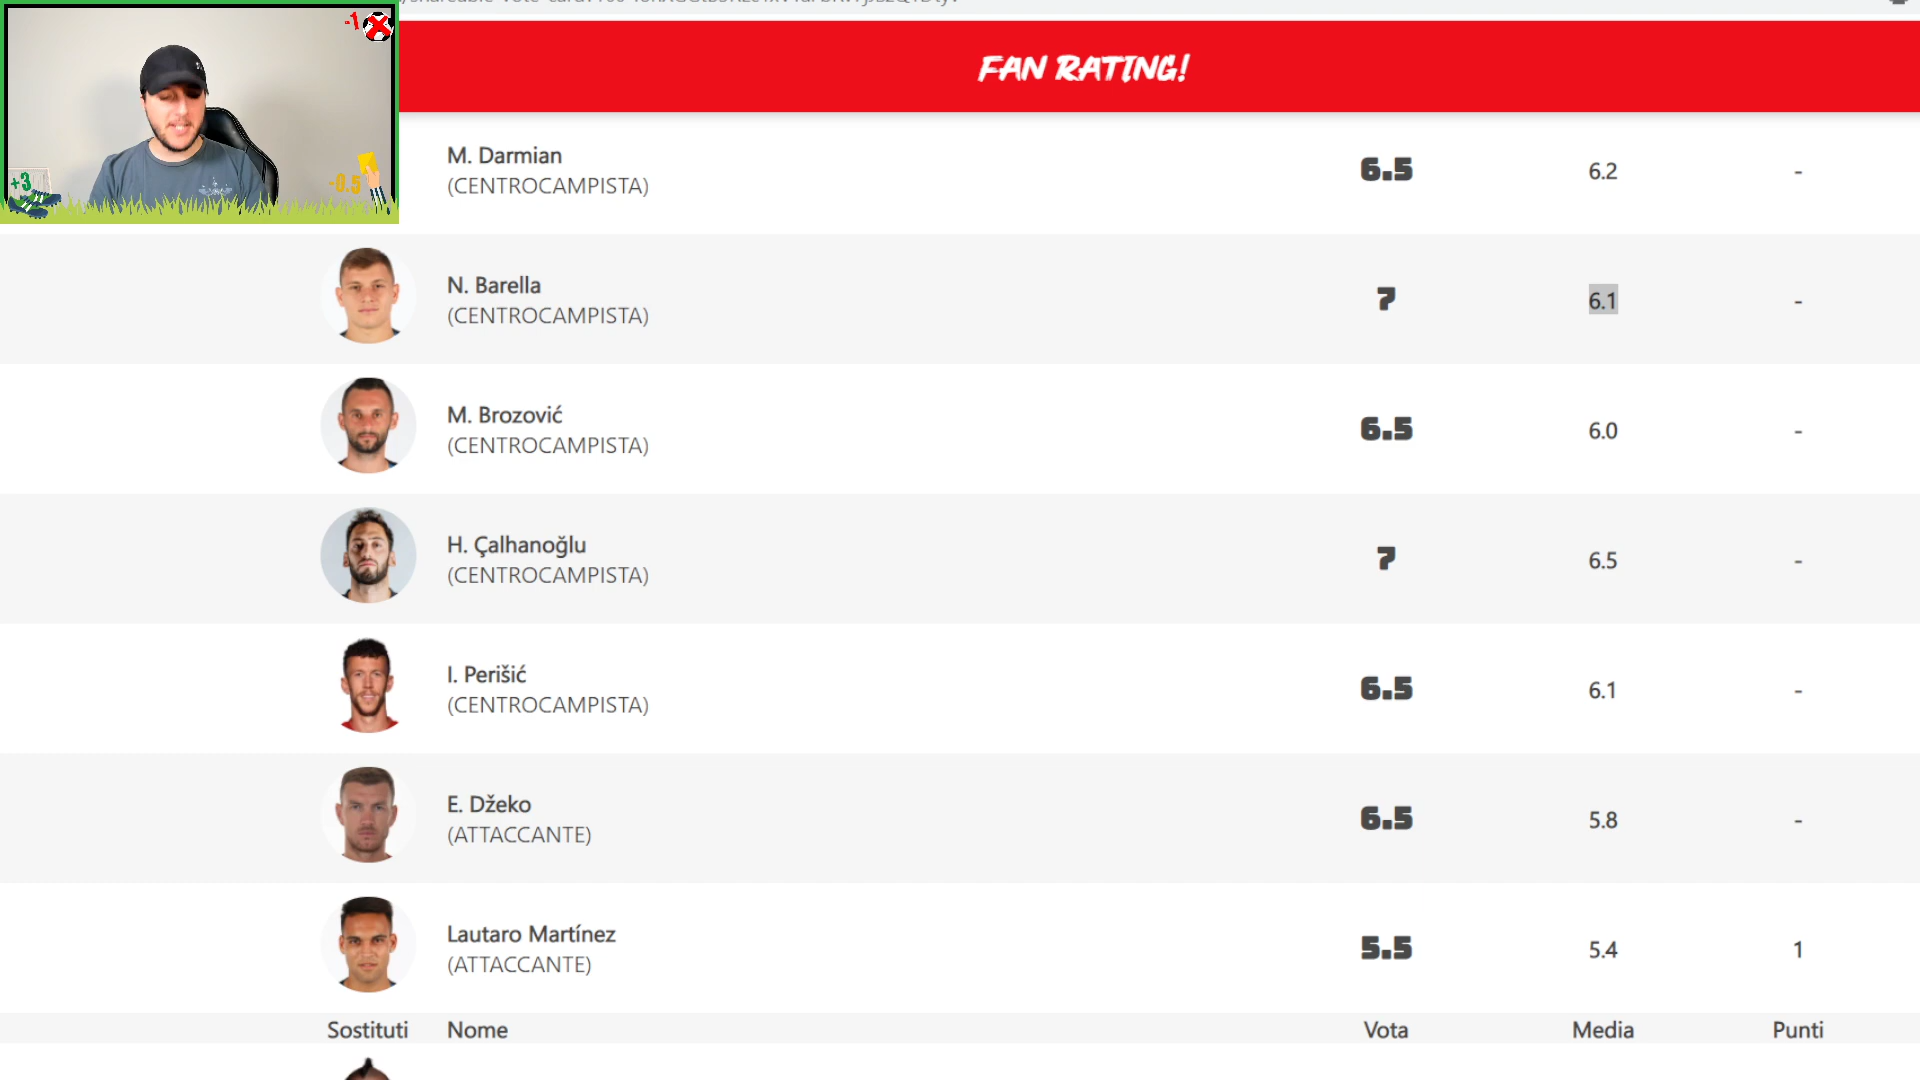 -1
+3
-0.5
FAN RATING!
M. Darmian
(CENTROCAMPISTA)
6.5 6.2 -
N. Barella
(CENTROCAMPISTA)
7 6.1 -
M. Brozović
(CENTROCAMPISTA)
6.5 6.0 -
H. Çalhanoğlu
(CENTROCAMPISTA)
7 6.5 -
I. Perišić
(CENTROCAMPISTA)
6.5 6.1 -
E. Džeko
(ATTACCANTE)
6.5 5.8 -
Lautaro Martínez
(ATTACCANTE)
5.5 5.4 1
Sostituti Nome Vota Media Punti